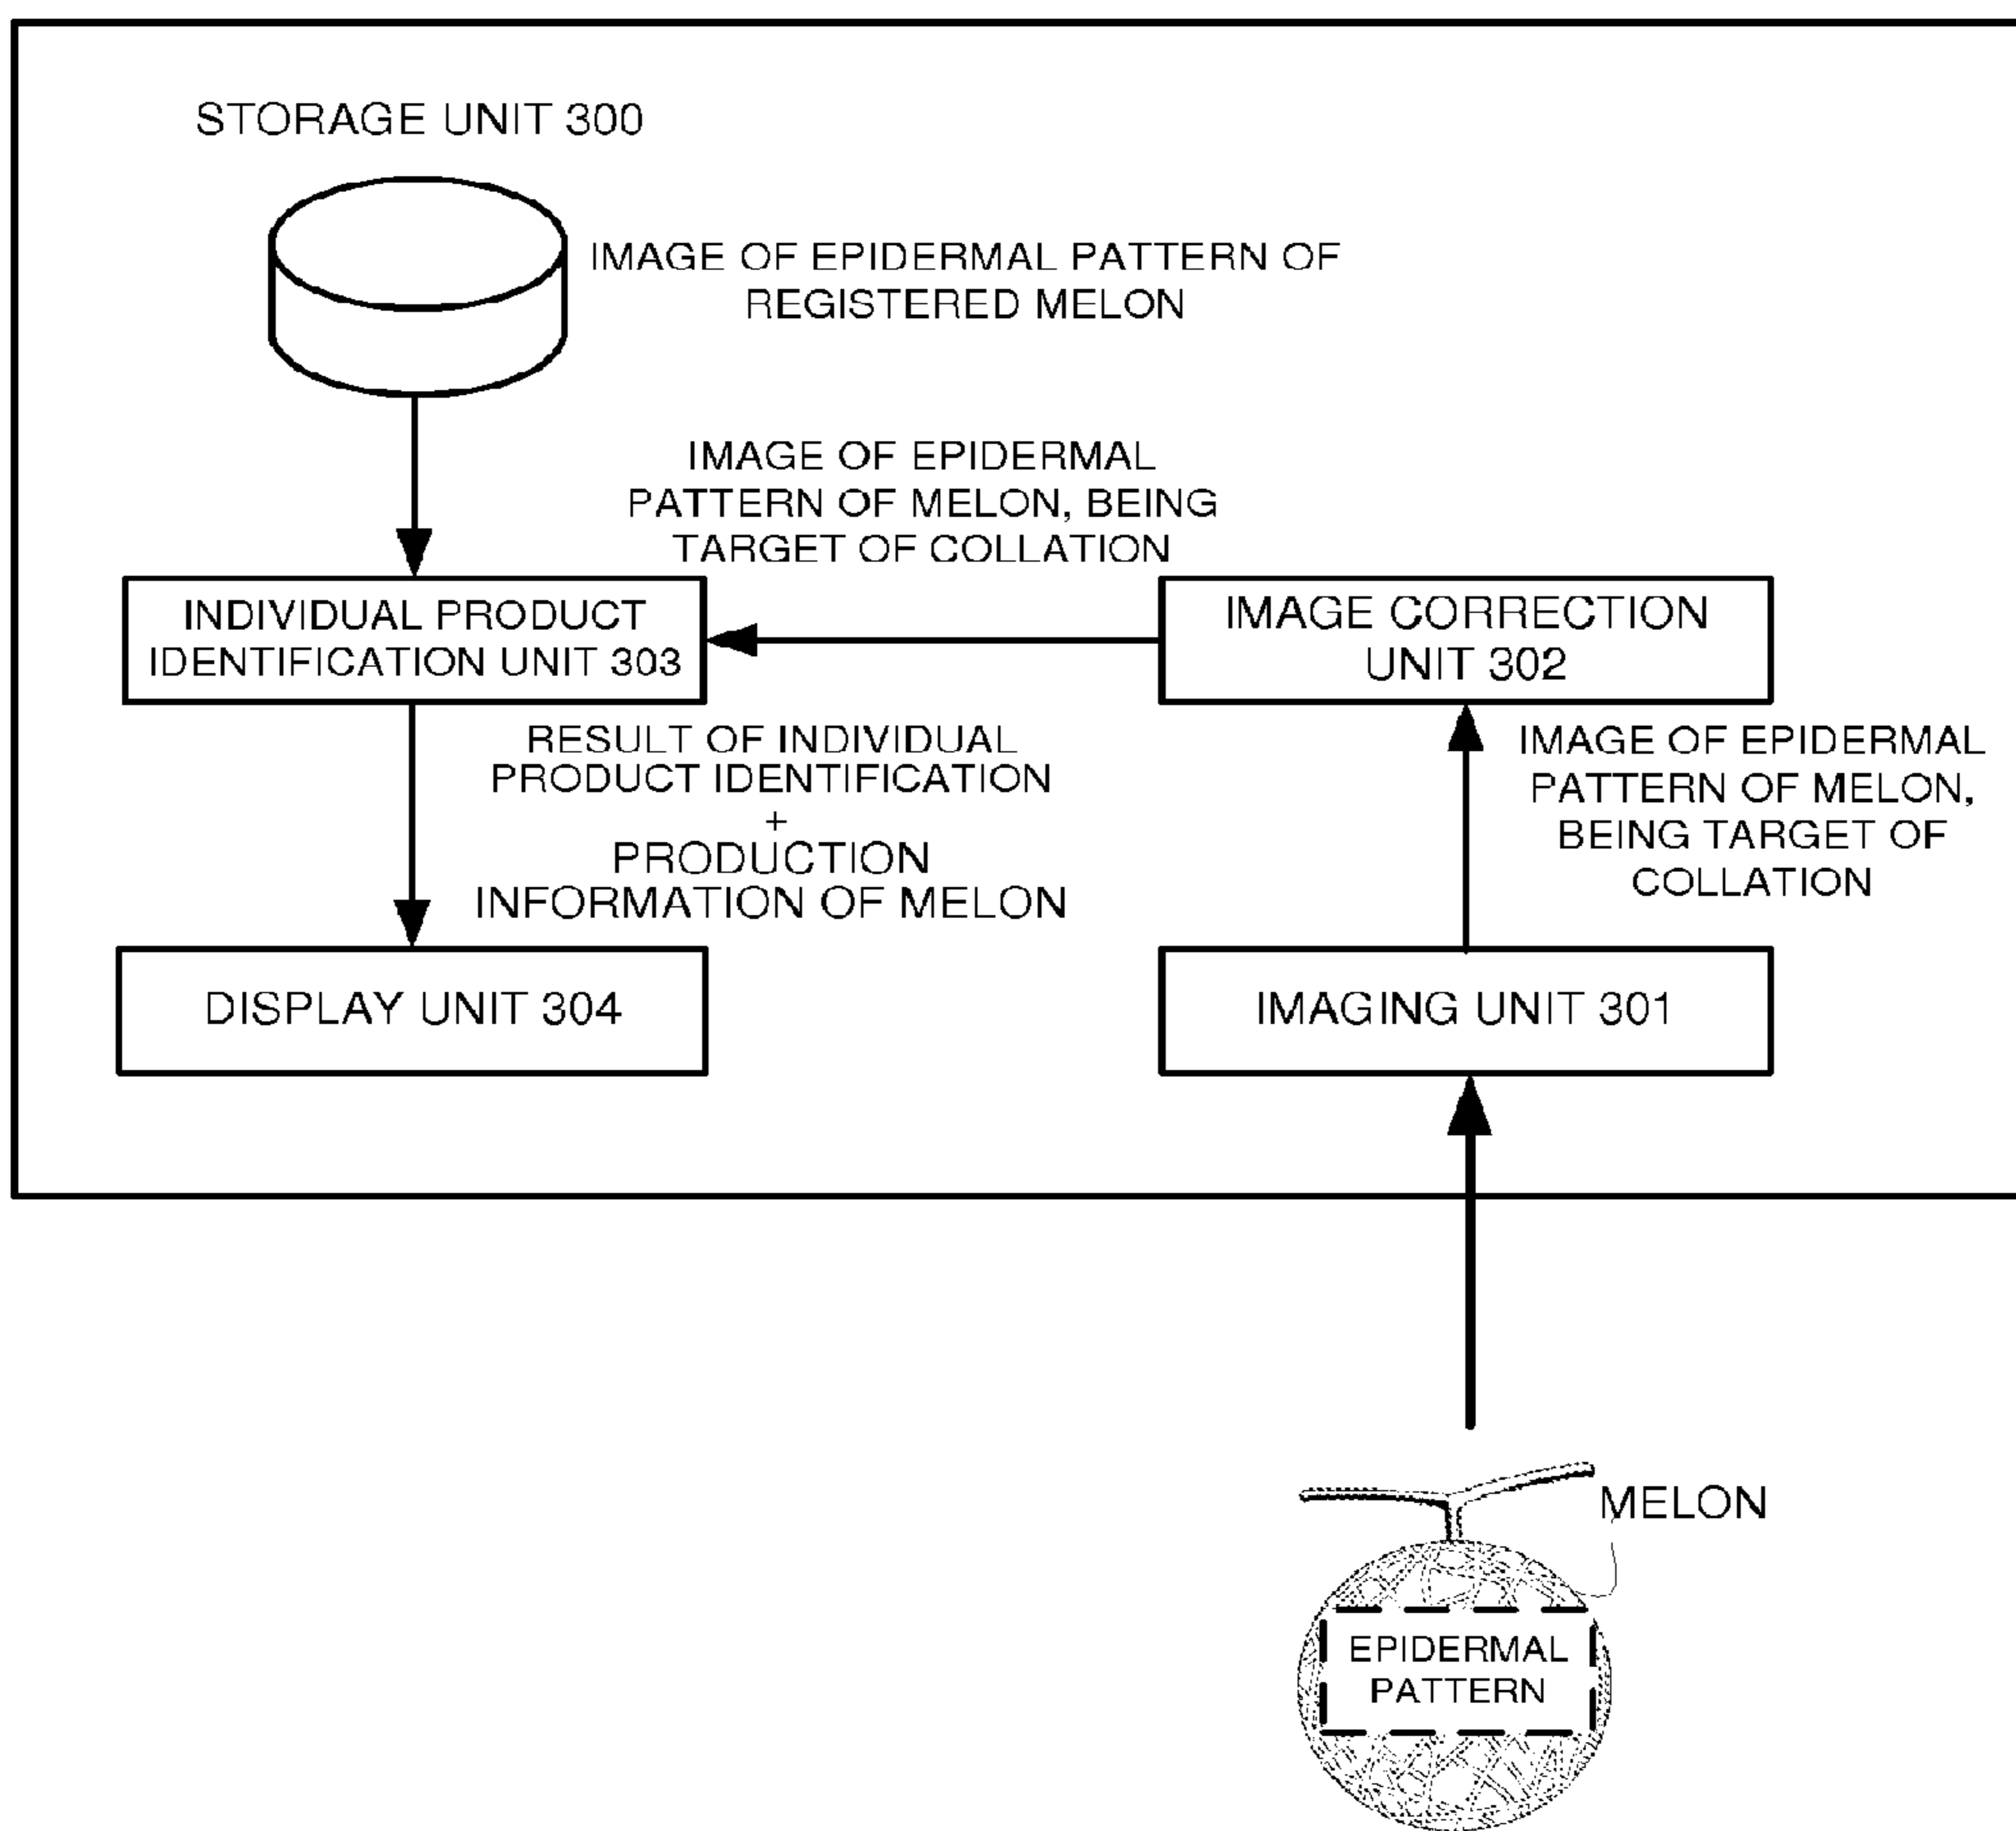 STORAGE UNIT 300
IMAGE OF EPIDERMAL PATTERN OF
REGISTERED MELON
IMAGE OF EPIDERMAL
PATTERN OF MELON, BEING
TARGET OF COLLATION
INDIVIDUAL PRODUCT
IDENTIFICATION UNIT 303
IMAGE CORRECTION
UNIT 302
RESULT OF INDIVIDUAL
PRODUCT IDENTIFICATION
+
PRODUCTION
INFORMATION OF MELON
IMAGE OF EPIDERMAL
PATTERN OF MELON,
BEING TARGET OF
COLLATION
DISPLAY UNIT 304
IMAGING UNIT 301
MELON
EPIDERMAL
PATTERN